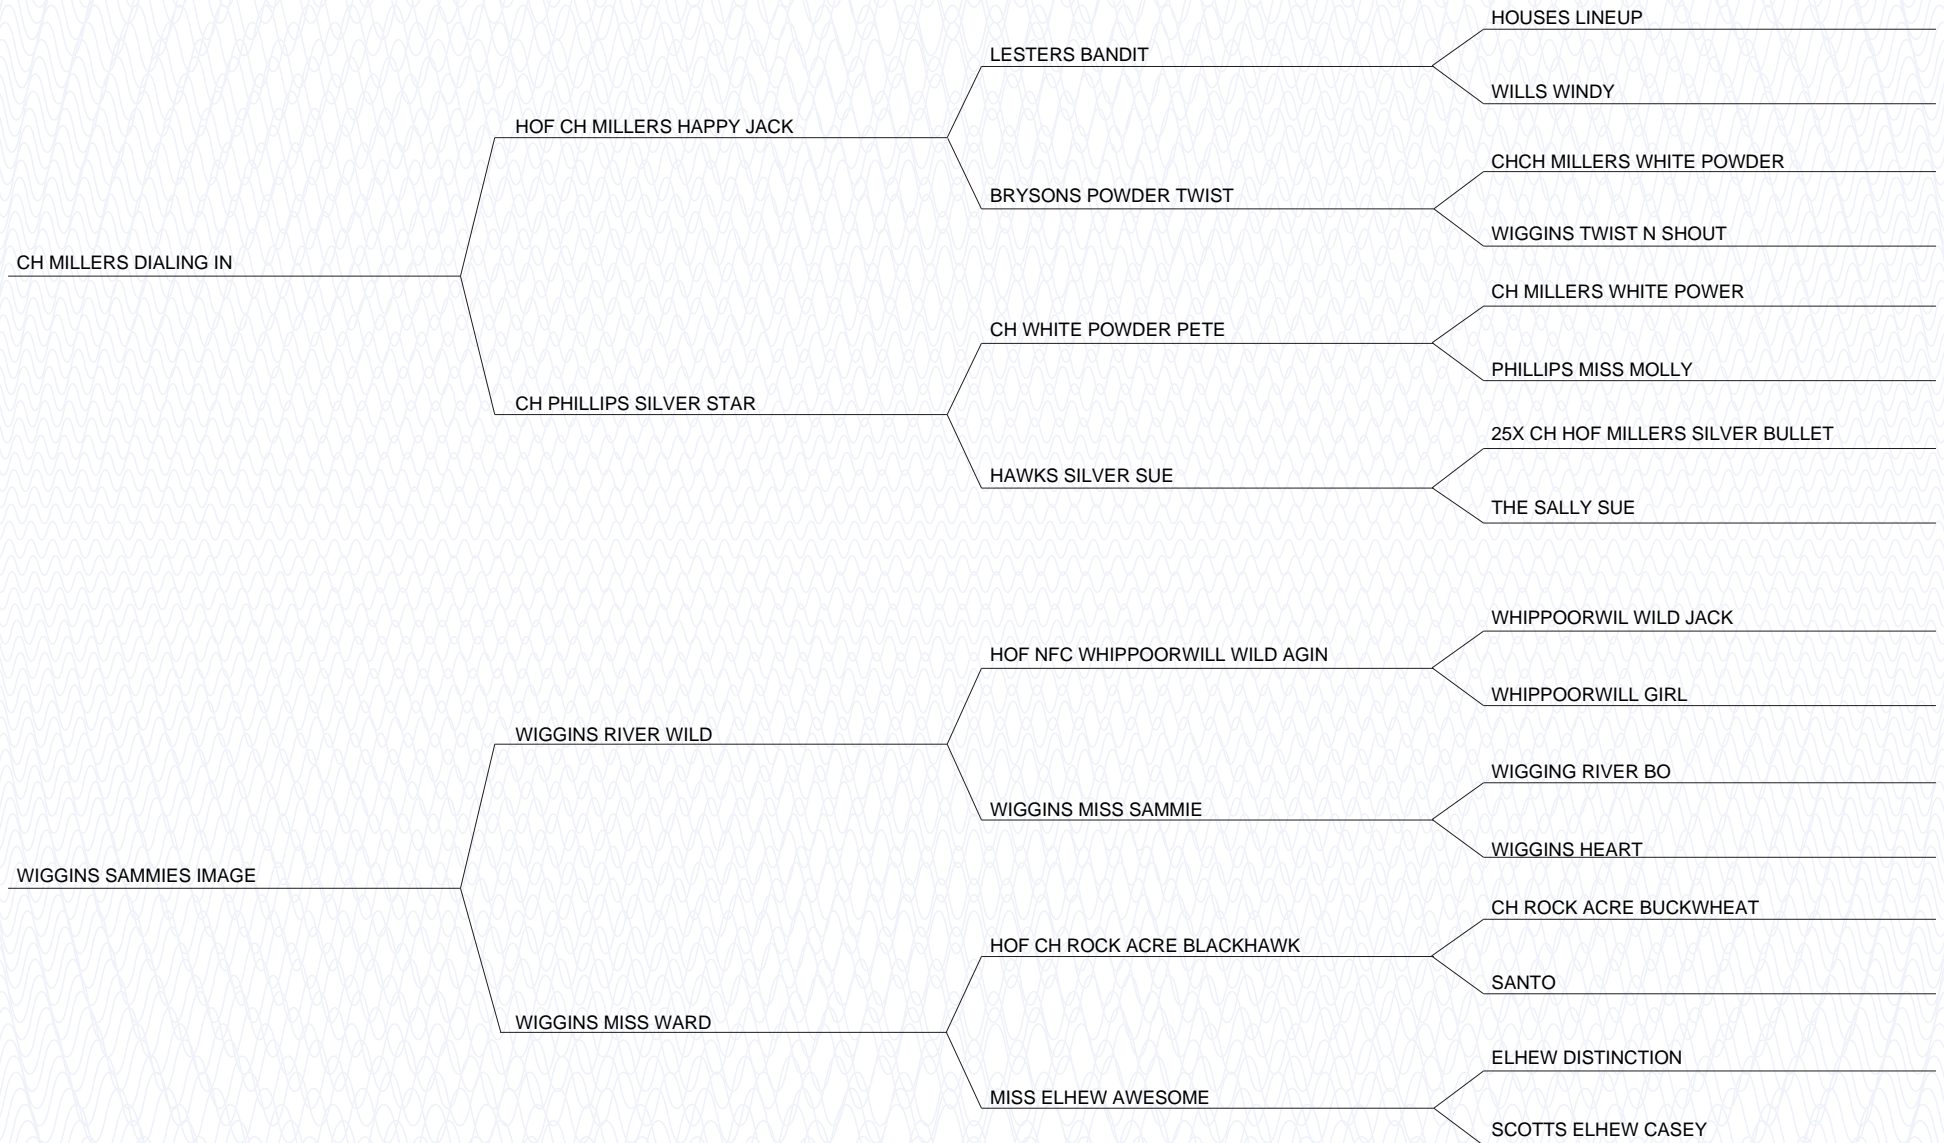 HOUSES LINEUP
LESTERS BANDIT
WILLS WINDY
HOF CH MILLERS HAPPY JACK
CHCH MILLERS WHITE POWDER
BRYSONS POWDER TWIST
WIGGINS TWIST N SHOUT
CH MILLERS DIALING IN
CH MILLERS WHITE POWER
CH WHITE POWDER PETE
PHILLIPS MISS MOLLY
CH PHILLIPS SILVER STAR
25X CH HOF MILLERS SILVER BULLET
HAWKS SILVER SUE
THE SALLY SUE
WHIPPOORWIL WILD JACK
HOF NFC WHIPPOORWILL WILD AGIN
WHIPPOORWILL GIRL
WIGGINS RIVER WILD
WIGGING RIVER BO
WIGGINS MISS SAMMIE
WIGGINS HEART
WIGGINS SAMMIES IMAGE
CH ROCK ACRE BUCKWHEAT
HOF CH ROCK ACRE BLACKHAWK
SANTO
WIGGINS MISS WARD
ELHEW DISTINCTION
MISS ELHEW AWESOME
SCOTTS ELHEW CASEY